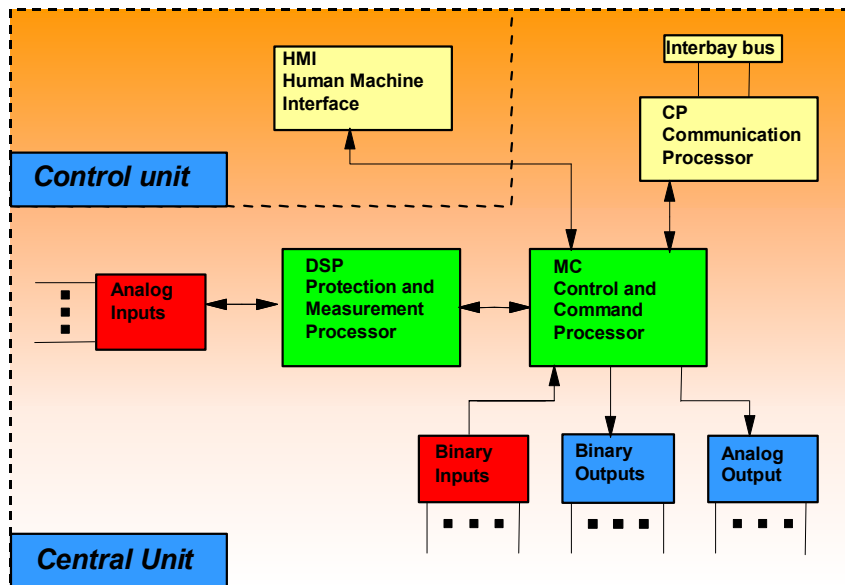 Interbay bus
HMI
Human Machine
Interface
CP
Communication
Processor
Control unit
DSP
Protection and
Measurement
Processor
MC
Control and
Command
Processor
Analog
Inputs
Binary
Inputs
Binary
Outputs
Analog
Output
Central Unit